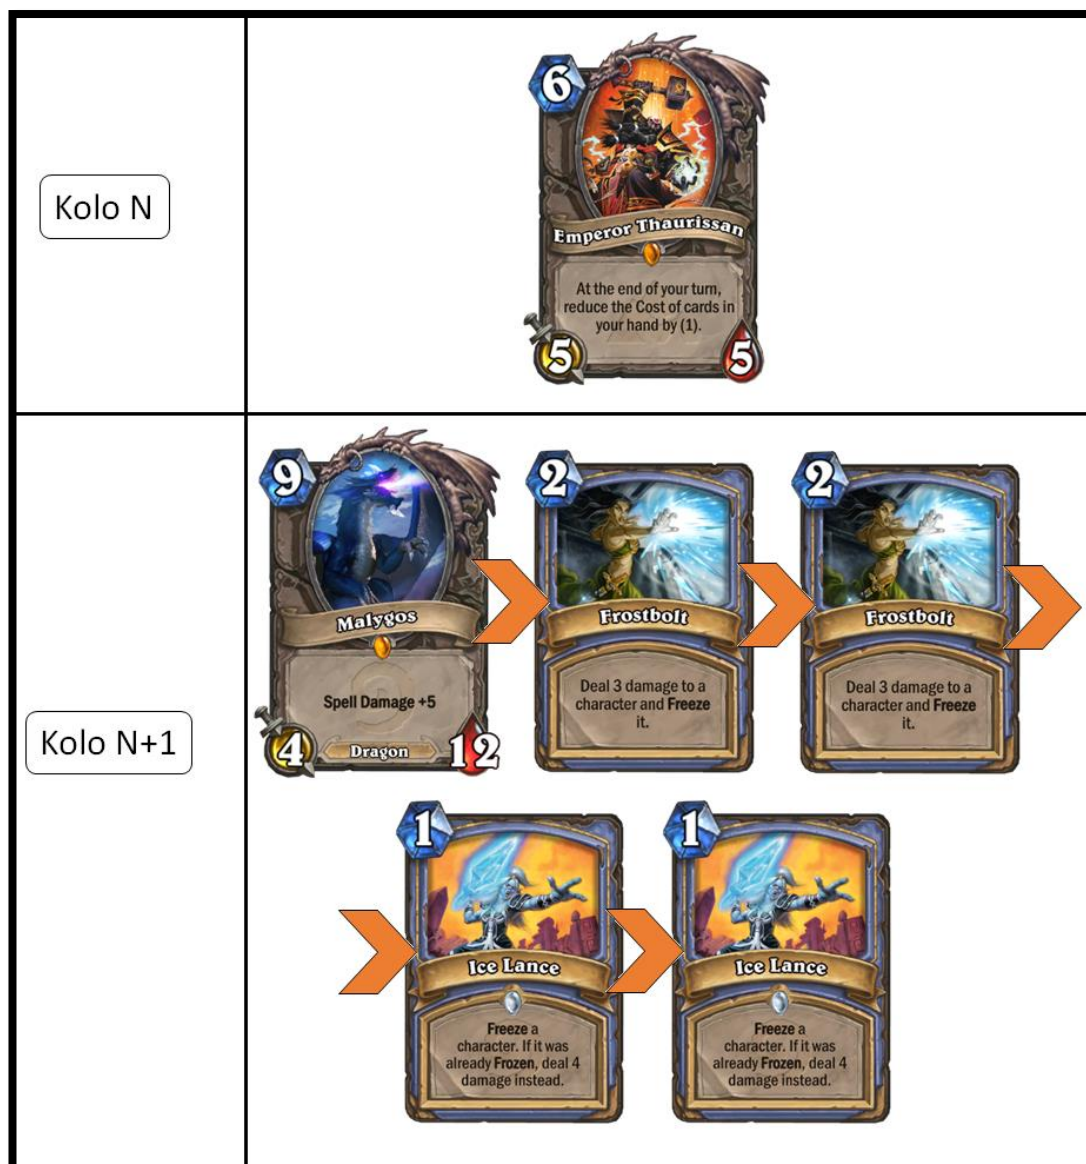 Kolo N
6
Emperor Thaurissan
At the end of your turn,
reduce the Cost of cards in
your hand by (1).
5
5
Kolo N+1
9
Malygos
Spell Damage +5
4
Dragon
12
2
Frostbolt
Deal 3 damage to a
character and Freeze
it.
2
Frostbolt
Deal 3 damage to a
character and Freeze
it.
1
Ice Lance
Freeze a
character. If it was
already Frozen, deal 4
damage instead.
1
Ice Lance
Freeze a
character. If it was
already Frozen, deal 4
damage instead.